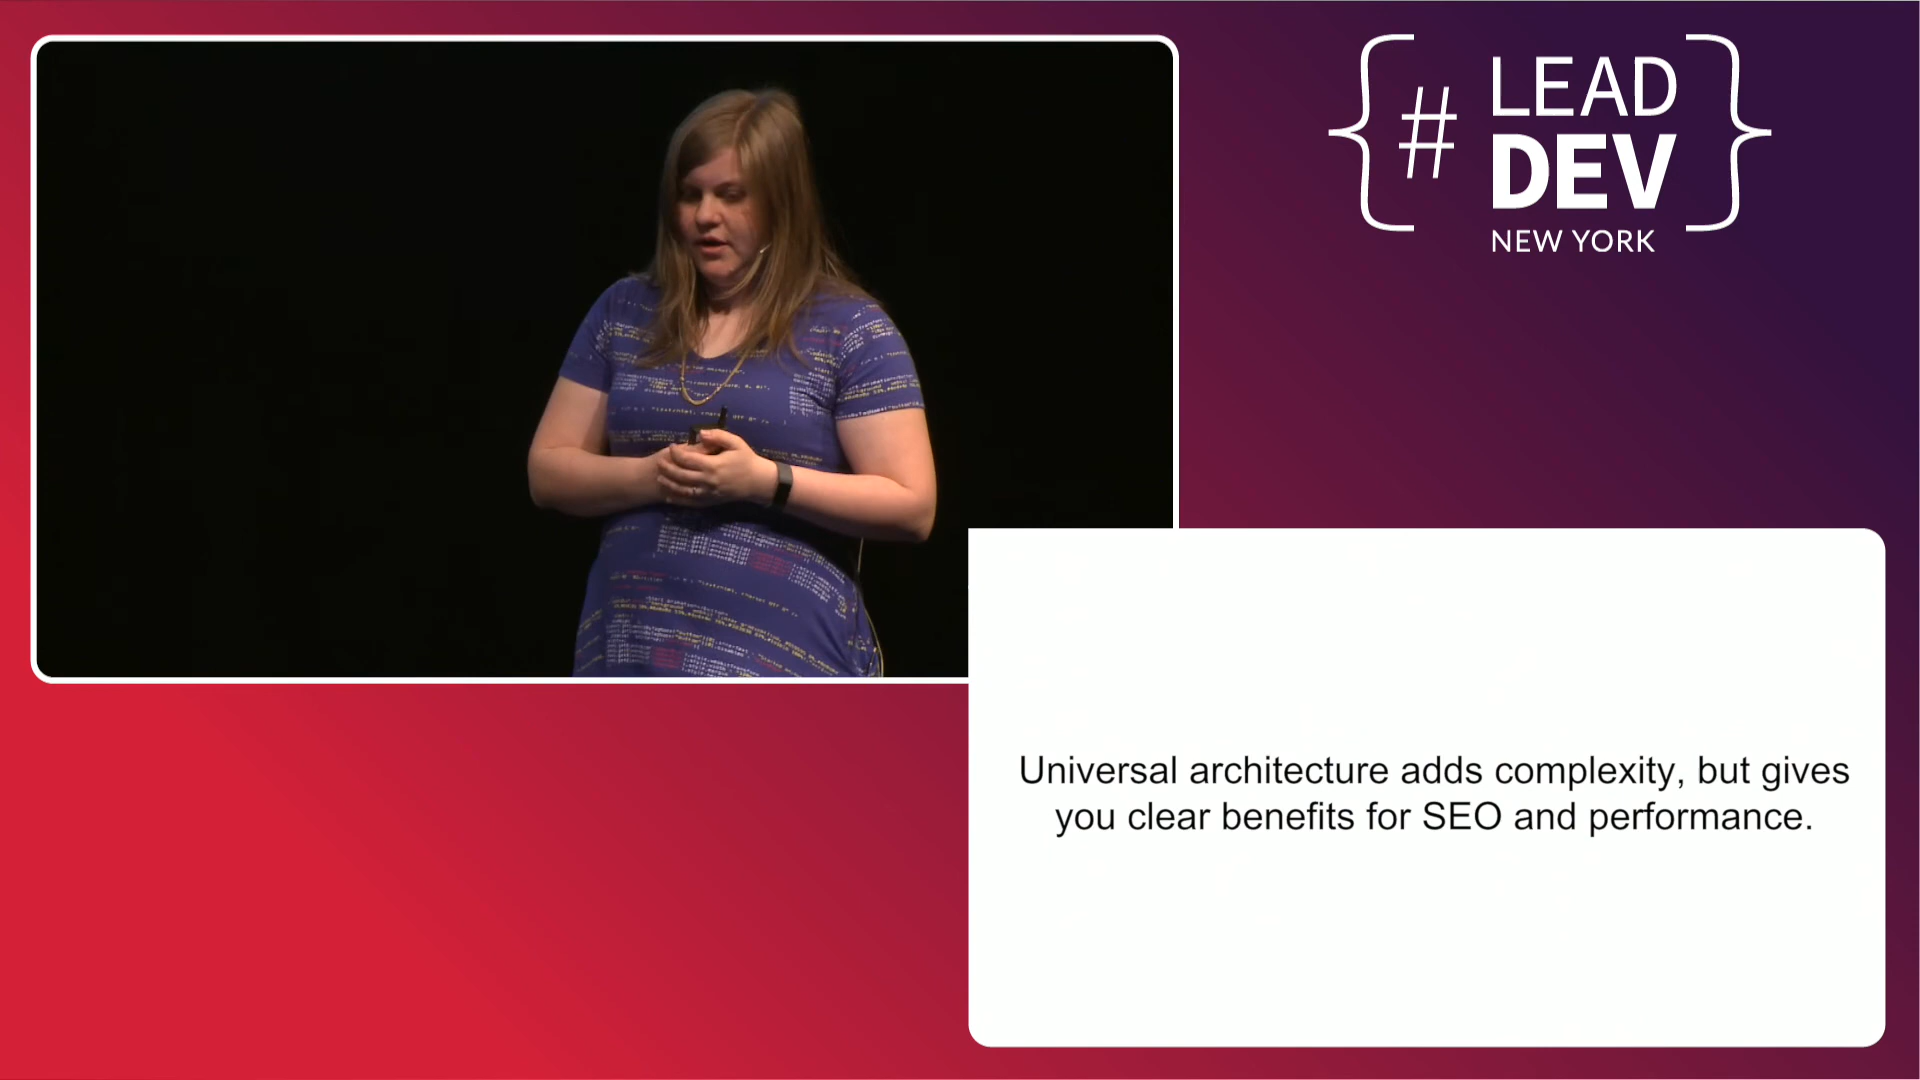 #
LEAD
DEV
NEW YORK
Universal architecture adds complexity, but gives
you clear benefits for SEO and performance.